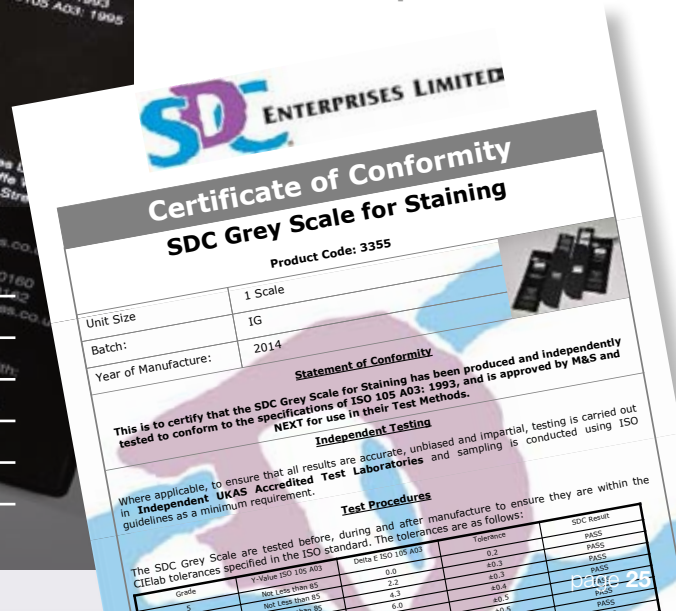 105 A03: 1995
0160
SDC ENTERPRISES LIMITED
Certificate of Conformity
SDC Grey Scale for Staining
Product Code: 3355
Unit Size 1 Scale
Batch: IG
Year of Manufacture: 2014
Statement of Conformity
This is to certify that the SDC Grey Scale for Staining has been produced and independently
tested to conform to the specifications of ISO 105 A03: 1993, and is approved by M&S and
NEXT for use in their Test Methods.
Independent Testing
Where applicable, to ensure that all results are accurate, unbiased and impartial, testing is carried out
in Independent UKAS Accredited Test Laboratories and sampling is conducted using ISO
guidelines as a minimum requirement.
Test Procedures
The SDC Grey Scale are tested before, during and after manufacture to ensure they are within the
CIElab tolerances specified in the ISO standard. The tolerances are as follows:
Grade Y-Value ISO 105 A03 Delta E ISO 105 A03 Tolerance SDC Result
5 Not Less than 85 0.0 0.2 PASS
Not Less than 85 2.2 ±0.3 PASS
4.3 ±0.3
6.0 ±0.4
±0.5 PASS
page 25